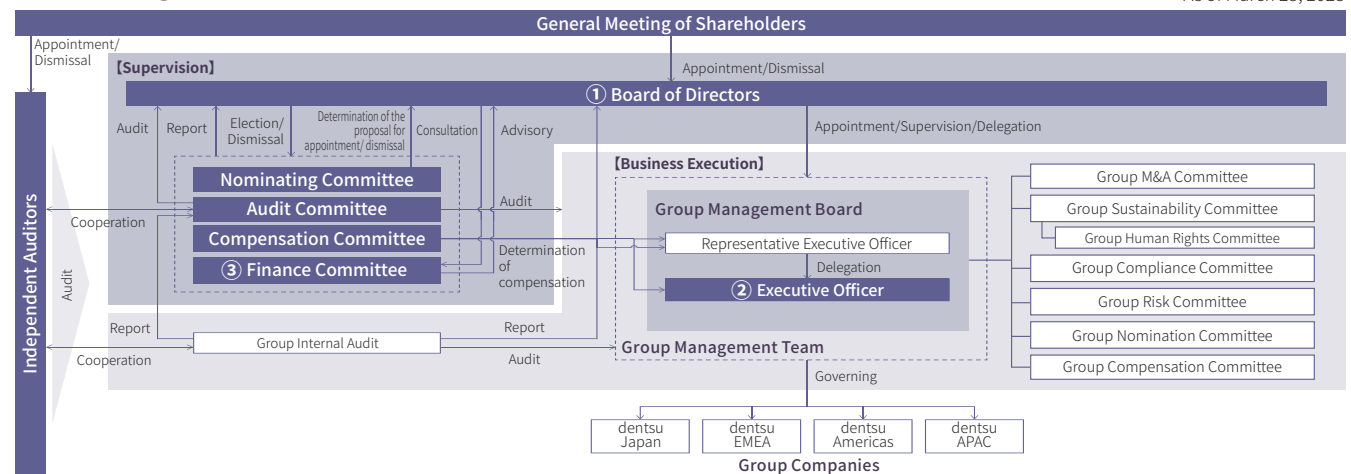 General Meeting of Shareholders
Appointment/
Dismissal
【Supervision】
Appointment/Dismissal
① Board of Directors
Audit
Report
Election/
Dismissal
Determination of the
proposal for
appointment/ dismissal
Consultation
Advisory
Appointment/Supervision/Delegation
【Business Execution】
Nominating Committee
Audit Committee
Compensation Committee
③ Finance Committee
Cooperation
Audit
Determination
of
compensation
Independent Auditors
Audit
Group Management Board
Representative Executive Officer
Delegation
② Executive Officer
Group Management Team
Group M&A Committee
Group Sustainability Committee
Group Human Rights Committee
Group Compliance Committee
Group Risk Committee
Group Nomination Committee
Group Compensation Committee
Report
Group Internal Audit
Report
Cooperation
Audit
Governing
dentsu
Japan
dentsu
EMEA
dentsu
Americas
dentsu
APAC
Group Companies